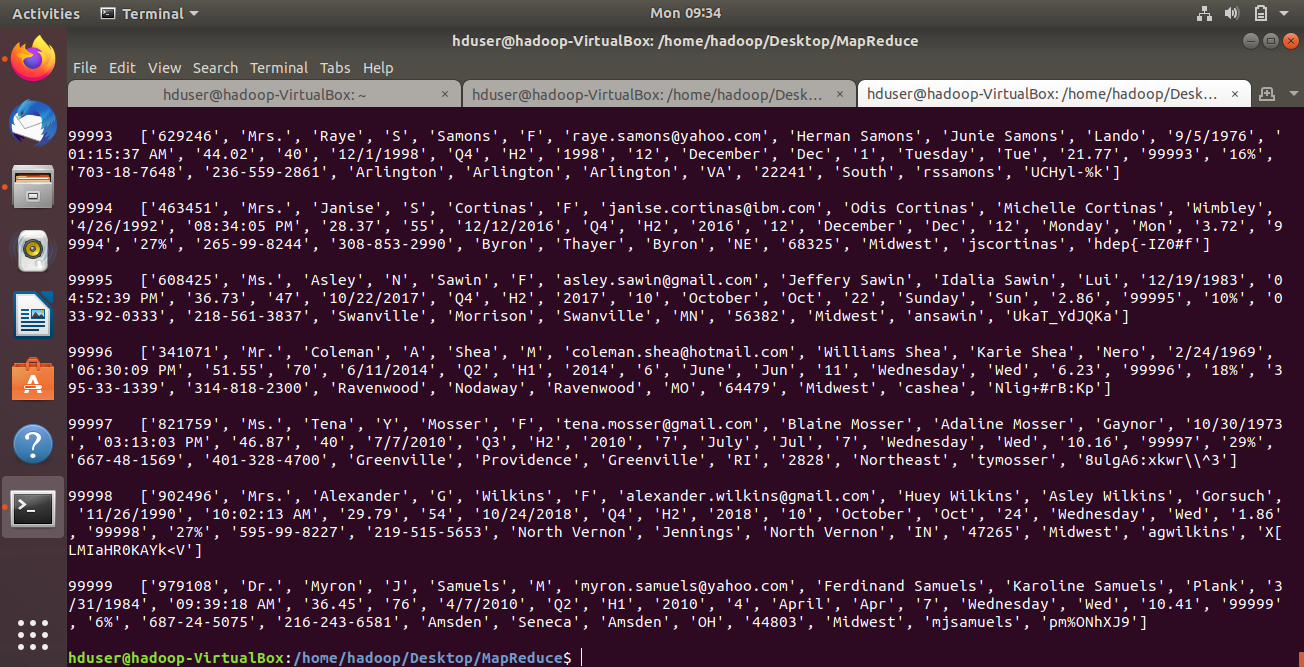 Activities Terminal Mon 09:34
hduser@hadoop-VirtualBox: /home/hadoop/Desktop/MapReduce
File Edit View Search Terminal Tabs Help
hduser@hadoop-VirtualBox: ~ × hduser@hadoop-VirtualBox: /home/hadoop/Desk... × hduser@hadoop-VirtualBox: /home/hadoop/Desk... ×
99993 ['629246', 'Mrs.', 'Raye', 'S', 'Samons', 'F', 'raye.samons@yahoo.com', 'Herman Samons', 'Junie Samons', 'Lando', '9/5/1976', '
01:15:37 AM', '44.02', '40', '12/1/1998', 'Q4', 'H2', '1998', '12', 'December', 'Dec', '1', 'Tuesday', 'Tue', '21.77', '99993', '16%',
'703-18-7648', '236-559-2861', 'Arlington', 'Arlington', 'Arlington', 'VA', '22241', 'South', 'rssamons', 'UCHyl-%k']
99994 ['463451', 'Mrs.', 'Janise', 'S', 'Cortinas', 'F', 'janise.cortinas@ibm.com', 'Odis Cortinas', 'Michelle Cortinas', 'Wimbley',
'4/26/1992', '08:34:05 PM', '28.37', '55', '12/12/2016', 'Q4', 'H2', '2016', '12', 'December', 'Dec', '12', 'Monday', 'Mon', '3.72', '9
9994', '27%', '265-99-8244', '308-853-2990', 'Byron', 'Thayer', 'Byron', 'NE', '68325', 'Midwest', 'jscortinas', 'hdep{-IZ0#f']
99995 ['608425', 'Ms.', 'Asley', 'N', 'Sawin', 'F', 'asley.sawin@gmail.com', 'Jeffery Sawin', 'Idalia Sawin', 'Lui', '12/19/1983', '0
4:52:39 PM', '36.73', '47', '10/22/2017', 'Q4', 'H2', '2017', '10', 'October', 'Oct', '22', 'Sunday', 'Sun', '2.86', '99995', '10%', '0
33-92-0333', '218-561-3837', 'Swanville', 'Morrison', 'Swanville', 'MN', '56382', 'Midwest', 'ansawin', 'UkaT_YdJQKa']
99996 ['341071', 'Mr.', 'Coleman', 'A', 'Shea', 'M', 'coleman.shea@hotmail.com', 'Williams Shea', 'Karie Shea', 'Nero', '2/24/1969',
'06:30:09 PM', '51.55', '70', '6/11/2014', 'Q2', 'H1', '2014', '6', 'June', 'Jun', '11', 'Wednesday', 'Wed', '6.23', '99996', '18%', '3
95-33-1339', '314-818-2300', 'Ravenwood', 'Nodaway', 'Ravenwood', 'MO', '64479', 'Midwest', 'cashea', 'Nlig+#rB:Kp']
99997 ['821759', 'Ms.', 'Tena', 'Y', 'Mosser', 'F', 'tena.mosser@gmail.com', 'Blaine Mosser', 'Adaline Mosser', 'Gaynor', '10/30/1973
', '03:13:03 PM', '46.87', '40', '7/7/2010', 'Q3', 'H2', '2010', '7', 'July', 'Jul', '7', 'Wednesday', 'Wed', '10.16', '99997', '29%',
'667-48-1569', '401-328-4700', 'Greenville', 'Providence', 'Greenville', 'RI', '2828', 'Northeast', 'tymosser', '8ulgA6:xkwr\\^3']
99998 ['902496', 'Mrs.', 'Alexander', 'G', 'Wilkins', 'F', 'alexander.wilkins@gmail.com', 'Huey Wilkins', 'Asley Wilkins', 'Gorsuch',
'11/26/1990', '10:02:13 AM', '29.79', '54', '10/24/2018', 'Q4', 'H2', '2018', '10', 'October', 'Oct', '24', 'Wednesday', 'Wed', '1.86'
, '99998', '27%', '595-99-8227', '219-515-5653', 'North Vernon', 'Jennings', 'North Vernon', 'IN', '47265', 'Midwest', 'agwilkins', 'X[
LMIaHR0KAYk<V']
99999 ['979108', 'Dr.', 'Myron', 'J', 'Samuels', 'M', 'myron.samuels@yahoo.com', 'Ferdinand Samuels', 'Karoline Samuels', 'Plank', '3
/31/1984', '09:39:18 AM', '36.45', '76', '4/7/2010', 'Q2', 'H1', '2010', '4', 'April', 'Apr', '7', 'Wednesday', 'Wed', '10.41', '99999'
, '6%', '687-24-5075', '216-243-6581', 'Amsden', 'Seneca', 'Amsden', 'OH', '44803', 'Midwest', 'mjsamuels', 'pm%ONhXJ9']
hduser@hadoop-VirtualBox:/home/hadoop/Desktop/MapReduce$